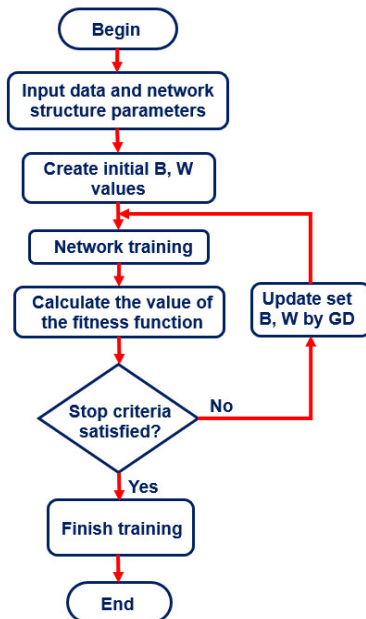 Begin
Input data and network
structure parameters
Create initial B, W
values
Network training
Calculate the value of
the fitness function
Update set
B, W by GD
Stop criteria
satisfied?
No
Yes
Finish training
End